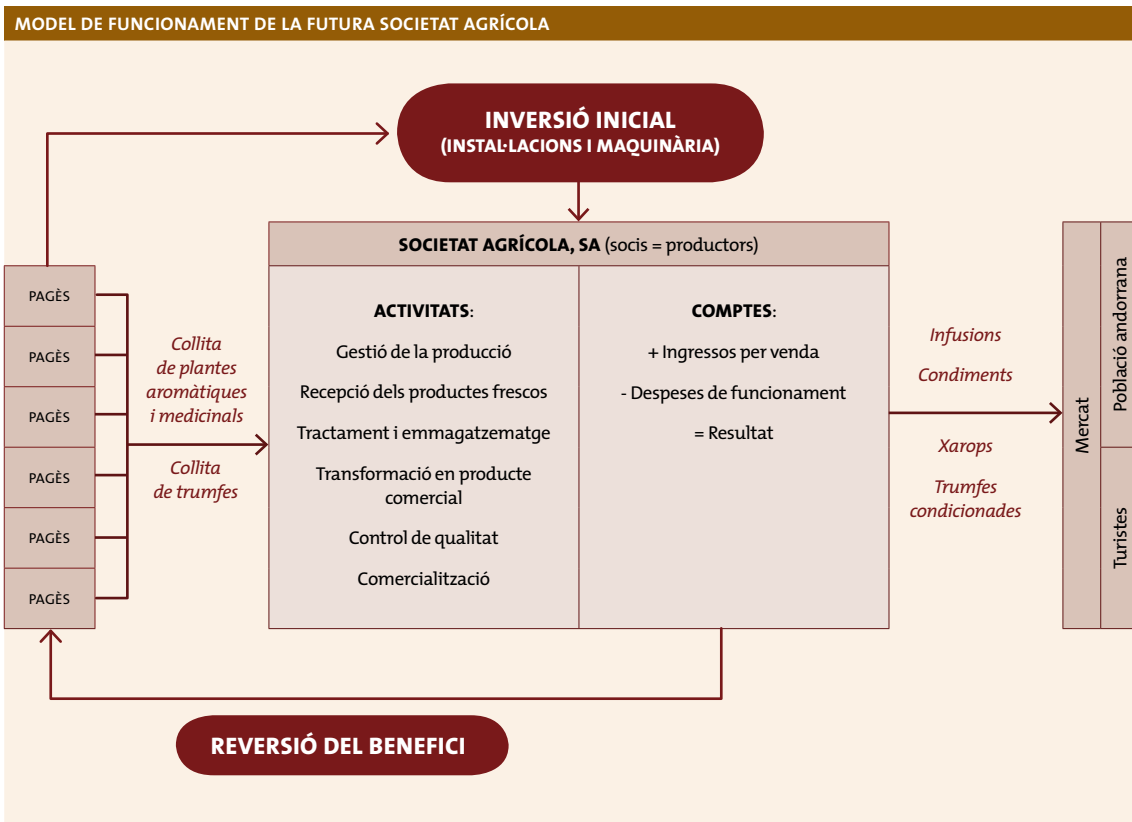 MODEL DE FUNCIONAMENT DE LA FUTURA SOCIETAT AGRÍCOLA
INVERSIÓ INICIAL
(INSTAL·LACIONS I MAQUINÀRIA)
SOCIETAT AGRÍCOLA, SA (socis = productors)
PAGÈS
PAGÈS
PAGÈS
PAGÈS
PAGÈS
PAGÈS
Collita
de plantes
aromàtiques
i medicinals
Collita
de trumfes
ACTIVITATS:
Gestió de la producció
Recepció dels productes frescos
Tractament i emmagatzematge
Transformació en producte
comercial
Control de qualitat
Comercialització
COMPTES:
+ Ingressos per venda
- Despeses de funcionament
= Resultat
Infusions
Condiments
Xarops
Trumfes
condicionades
Mercat
Població andorrana
Turistes
REVERSIÓ DEL BENEFICI